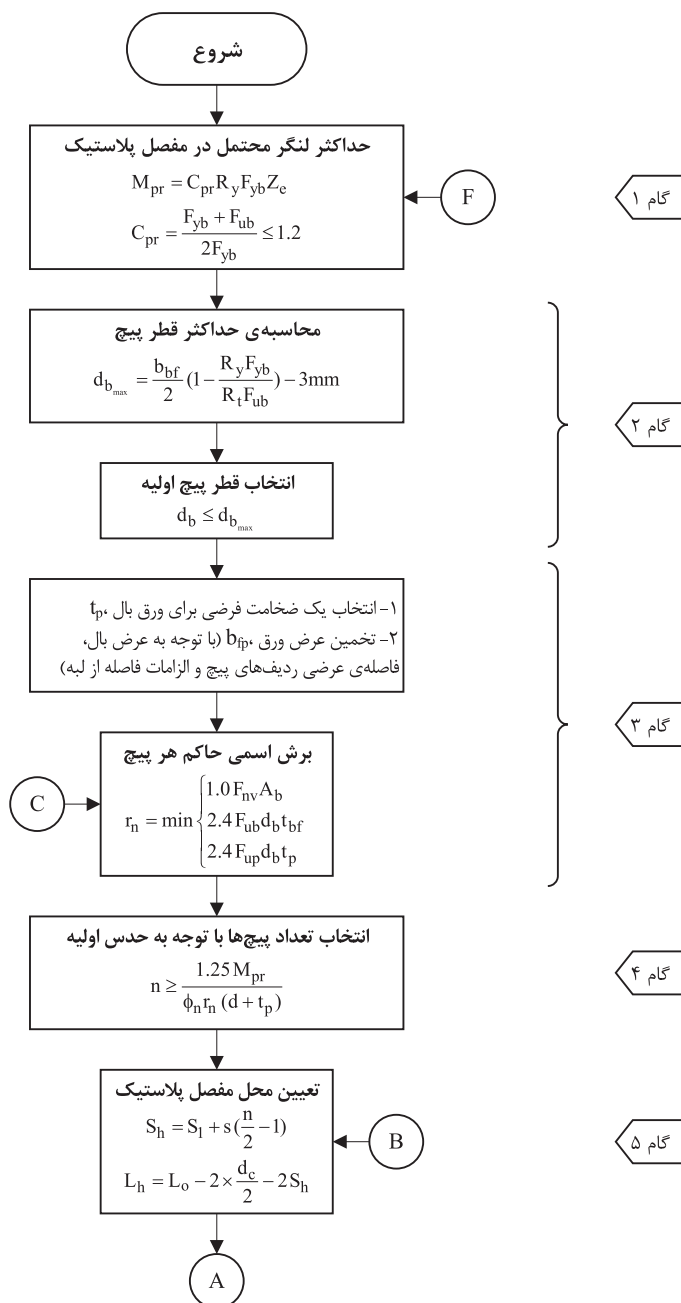 شروع
حداکثر لنگر محتمل در مفصل پلاستیک
M_pr = C_pr R_y F_yb Z_e
C_pr = (F_yb + F_ub) / (2F_yb) ≤ 1.2
F
گام ۱
محاسبه‌ی حداکثر قطر پیچ
d_b_max = (b_bf / 2) (1 - (R_y F_yb) / (R_t F_ub)) - 3mm
گام ۲
انتخاب قطر پیچ اولیه
d_b ≤ d_b_max
۱- انتخاب یک ضخامت فرضی برای ورق بال، t_p
۲- تخمین عرض ورق، b_fp (با توجه به عرض بال،
فاصله‌ی عرضی ردیف‌های پیچ و الزامات فاصله از لبه)
گام ۳
برش اسمی حاکم هر پیچ
C
1.0 F_nv A_b
r_n = min { 2.4 F_ub d_b t_bf
2.4 F_up d_b t_p
انتخاب تعداد پیچ‌ها با توجه به حدس اولیه
n ≥ (1.25 M_pr) / (ϕ_n r_n (d + t_p))
گام ۴
تعیین محل مفصل پلاستیک
S_h = S_1 + s(n/2 - 1)
B
گام ۵
L_h = L_o - 2 × d_c/2 - 2S_h
A